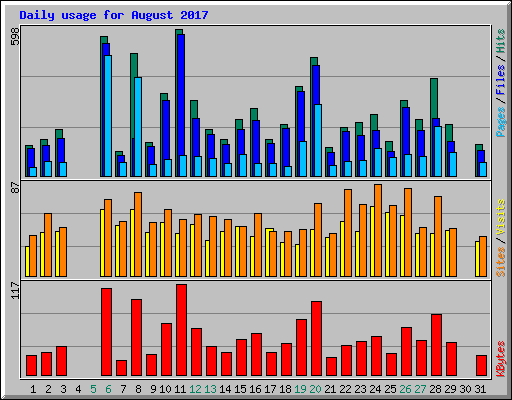 Daily usage for August 2017
598
Pages / Files / Hits
87
Sites / Visits
117
KBytes
1 2 3 4 5 6 7 8 9 10 11 12 13 14 15 16 17 18 19 20 21 22 23 24 25 26 27 28 29 30 31